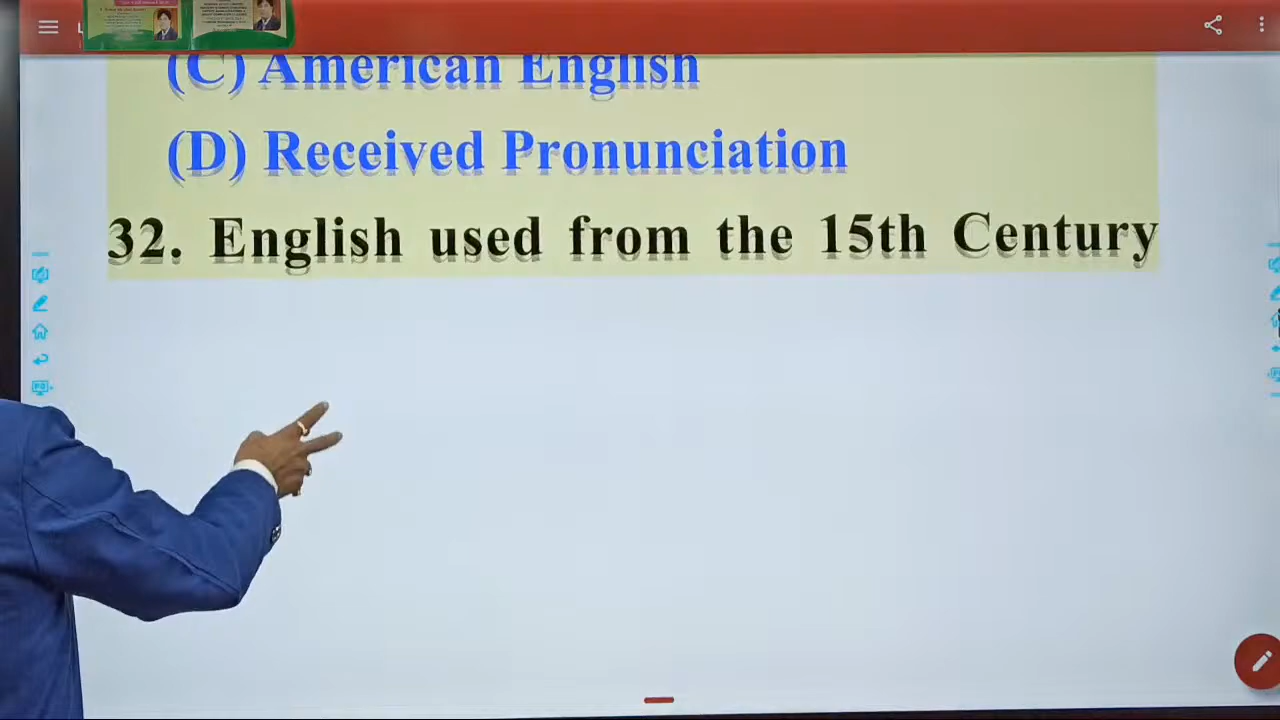 (C) American English
(D) Received Pronunciation
32. English used from the 15th Century